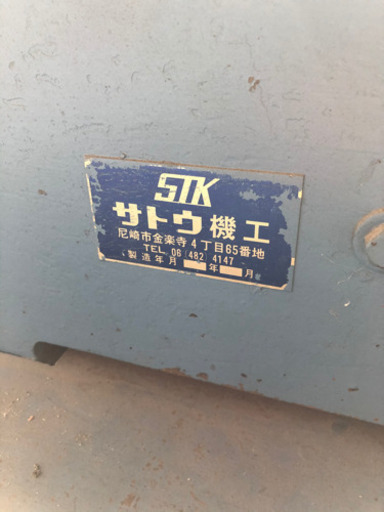 STK
サトウ機工
尼崎市金楽寺4丁目65番地
TEL 06(482)4147
製造年月 年 月